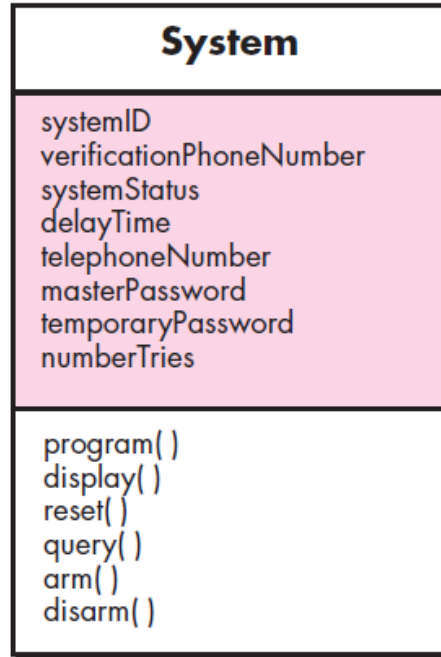 System
systemID
verificationPhoneNumber
systemStatus
delayTime
telephoneNumber
masterPassword
temporaryPassword
numberTries
program( )
display( )
reset( )
query( )
arm( )
disarm( )